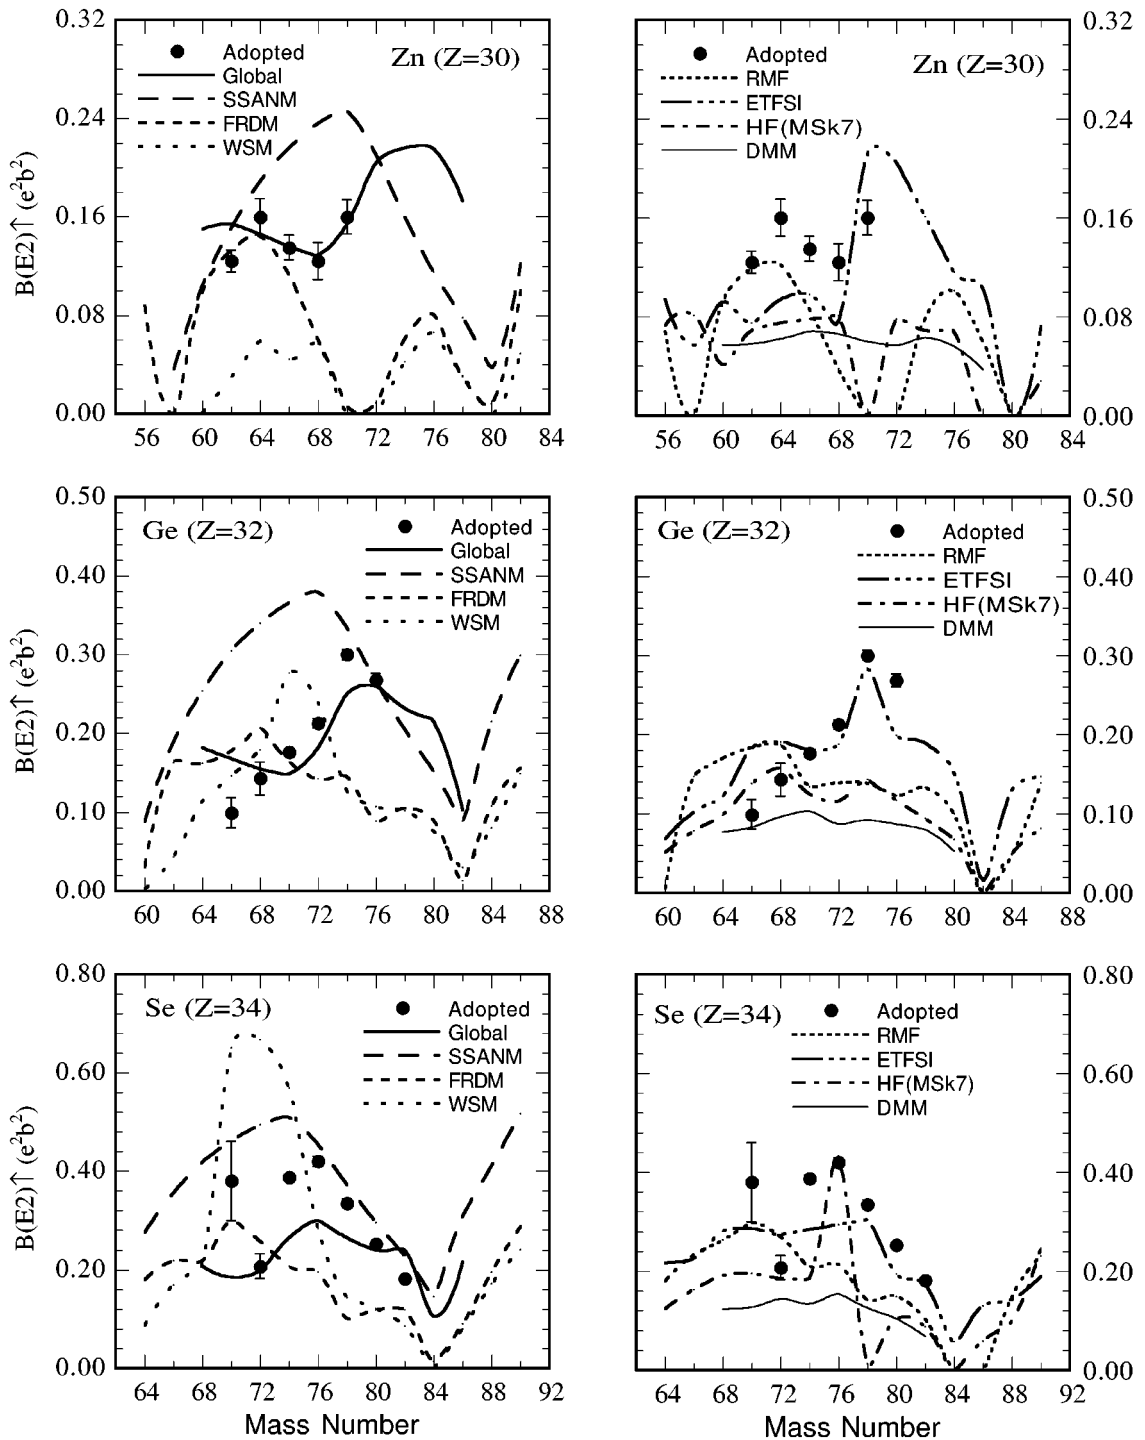 0.32
0.24
0.16
0.08
0.00
B(E2)↑ (e²b²)
Adopted
Global
SSANM
FRDM
WSM
Zn (Z=30)
56 60 64 68 72 76 80 84
Adopted
RMF
ETFSI
HF(MSk7)
DMM
Zn (Z=30)
0.32
0.24
0.16
0.08
0.00
56 60 64 68 72 76 80 84
0.50
0.40
0.30
0.20
0.10
0.00
B(E2)↑ (e²b²)
Ge (Z=32)
Adopted
Global
SSANM
FRDM
WSM
60 64 68 72 76 80 84 88
Ge (Z=32)
Adopted
RMF
ETFSI
HF(MSk7)
DMM
0.50
0.40
0.30
0.20
0.10
0.00
60 64 68 72 76 80 84 88
0.80
0.60
0.40
0.20
0.00
B(E2)↑ (e²b²)
Se (Z=34)
Adopted
Global
SSANM
FRDM
WSM
64 68 72 76 80 84 88 92
Mass Number
Se (Z=34)
Adopted
RMF
ETFSI
HF(MSk7)
DMM
0.80
0.60
0.40
0.20
0.00
64 68 72 76 80 84 88 92
Mass Number